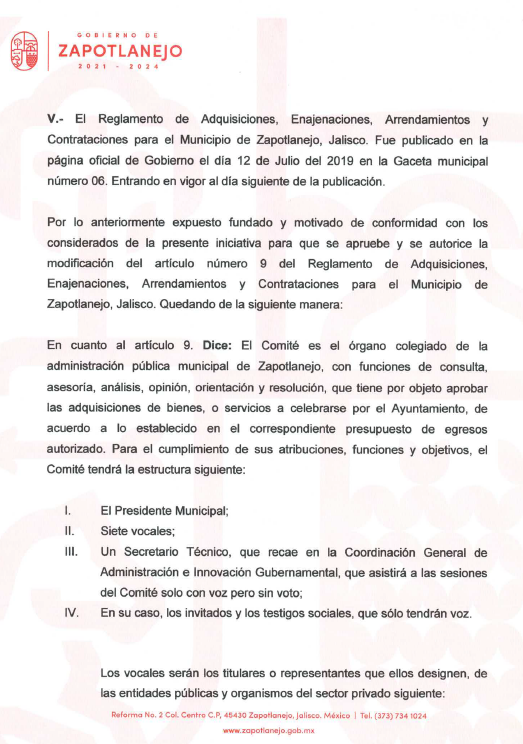 GOBIERNO DE
ZAPOTLANEJO
2021 - 2024
V.- El Reglamento de Adquisiciones, Enajenaciones, Arrendamientos y
Contrataciones para el Municipio de Zapotlanejo, Jalisco. Fue publicado en la
página oficial de Gobierno el día 12 de Julio del 2019 en la Gaceta municipal
número 06. Entrando en vigor al día siguiente de la publicación.
Por lo anteriormente expuesto fundado y motivado de conformidad con los
considerados de la presente iniciativa para que se apruebe y se autorice la
modificación del artículo número 9 del Reglamento de Adquisiciones,
Enajenaciones, Arrendamientos y Contrataciones para el Municipio de
Zapotlanejo, Jalisco. Quedando de la siguiente manera:
En cuanto al artículo 9. Dice: El Comité es el órgano colegiado de la
administración pública municipal de Zapotlanejo, con funciones de consulta,
asesoría, análisis, opinión, orientación y resolución, que tiene por objeto aprobar
las adquisiciones de bienes, o servicios a celebrarse por el Ayuntamiento, de
acuerdo a lo establecido en el correspondiente presupuesto de egresos
autorizado. Para el cumplimiento de sus atribuciones, funciones y objetivos, el
Comité tendrá la estructura siguiente:
I. El Presidente Municipal;
II. Siete vocales;
III. Un Secretario Técnico, que recae en la Coordinación General de
Administración e Innovación Gubernamental, que asistirá a las sesiones
del Comité solo con voz pero sin voto;
IV. En su caso, los invitados y los testigos sociales, que sólo tendrán voz.
Los vocales serán los titulares o representantes que ellos designen, de
las entidades públicas y organismos del sector privado siguiente:
Reforma No. 2 Col. Centro C.P, 45430 Zapotlanejo, Jalisco. México | Tel. (373) 734 1024
www.zapotlanejo.gob.mx